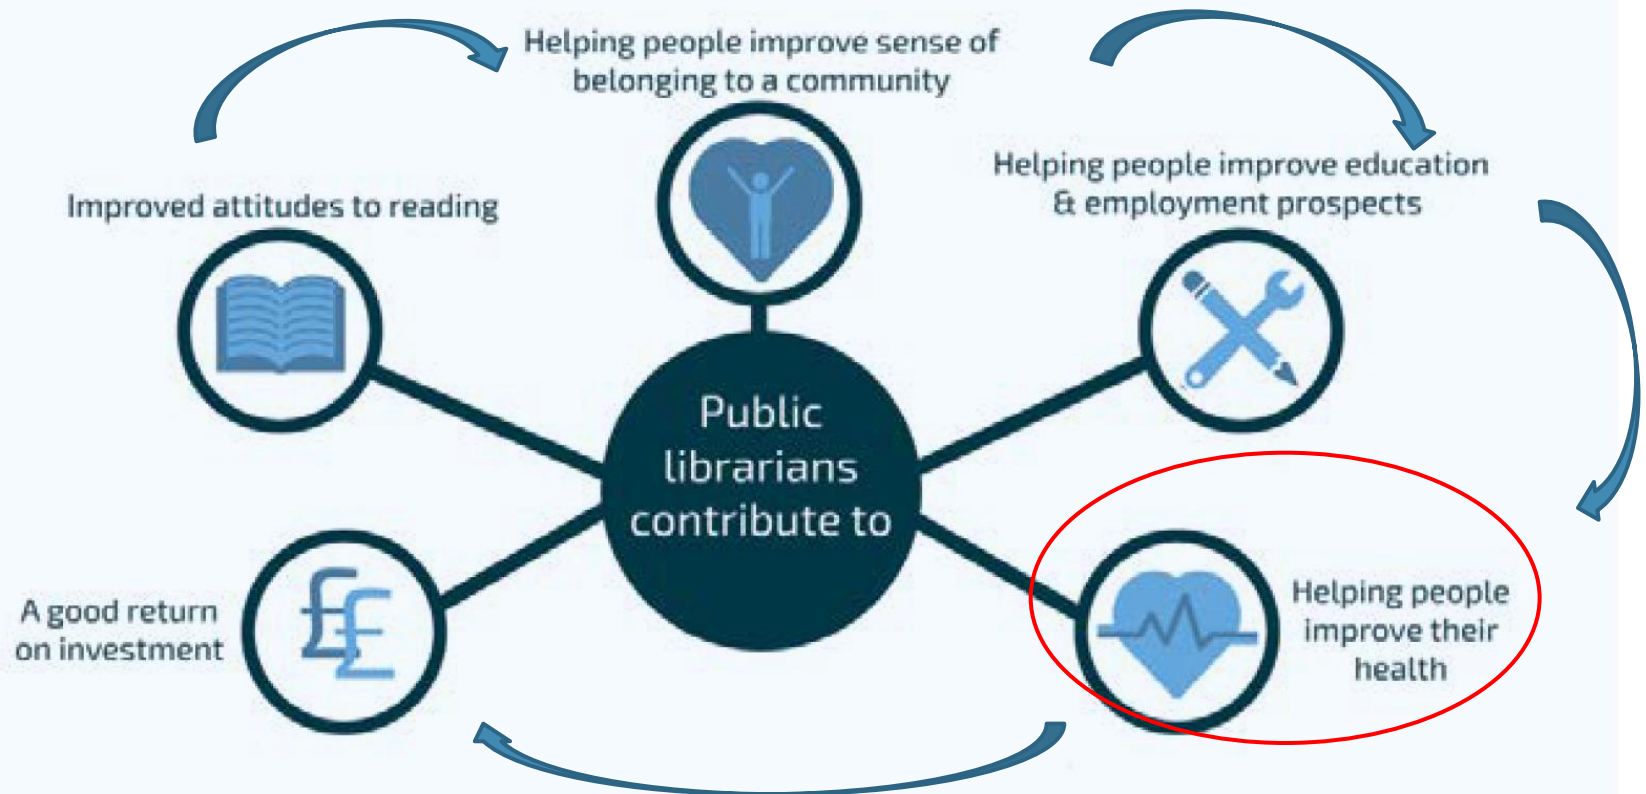 Helping people improve sense of
belonging to a community
Helping people improve education
& employment prospects
Improved attitudes to reading
Public
librarians
contribute to
A good return
on investment
Helping people
improve their
health